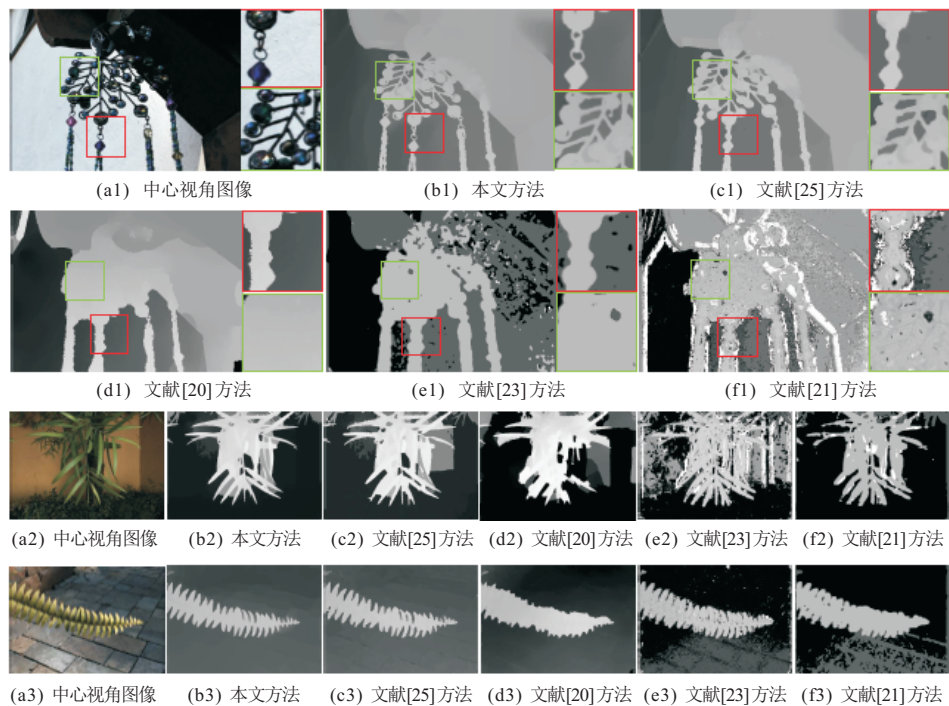 (a1) 中心视角图像 (b1) 本文方法 (c1) 文献[25]方法
(d1) 文献[20]方法 (e1) 文献[23]方法 (f1) 文献[21]方法
(a2) 中心视角图像 (b2) 本文方法 (c2) 文献[25]方法 (d2) 文献[20]方法 (e2) 文献[23]方法 (f2) 文献[21]方法
(a3) 中心视角图像 (b3) 本文方法 (c3) 文献[25]方法 (d3) 文献[20]方法 (e3) 文献[23]方法 (f3) 文献[21]方法